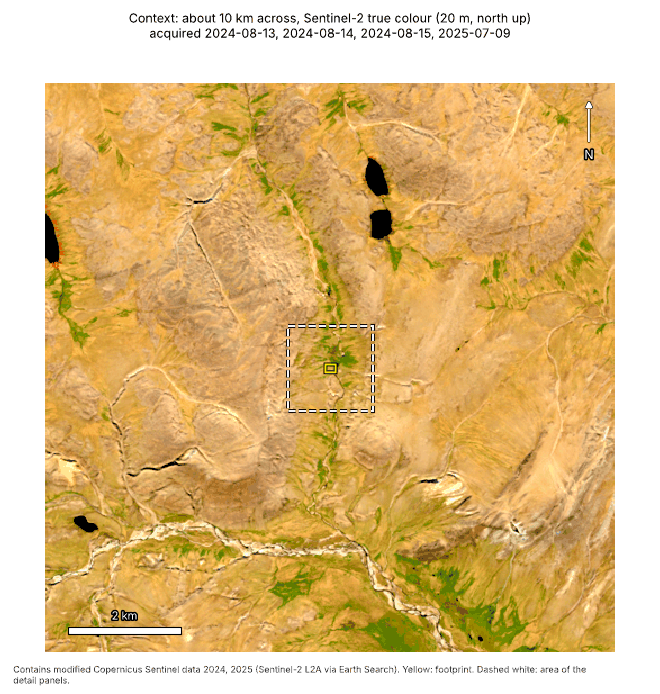 Context: about 10 km across, Sentinel-2 true colour (20 m, north up)
acquired 2024-08-13, 2024-08-14, 2024-08-15, 2025-07-09
N
2 km
Contains modified Copernicus Sentinel data 2024, 2025 (Sentinel-2 L2A via Earth Search). Yellow: footprint. Dashed white: area of the
detail panels.